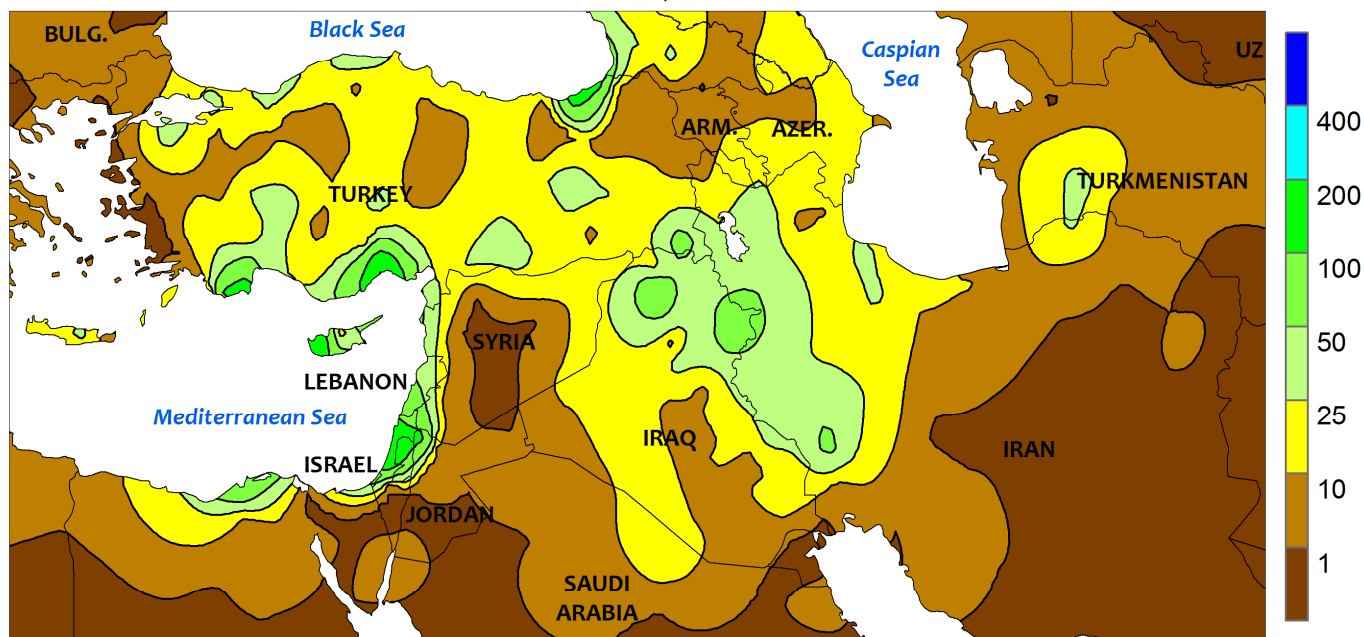 BULG.
Black Sea
Caspian
Sea
UZ
ARM.
AZER.
TURKEY
TURKMENISTAN
SYRIA
LEBANON
Mediterranean Sea
IRAQ
IRAN
ISRAEL
JORDAN
SAUDI
ARABIA
400
200
100
50
25
10
1